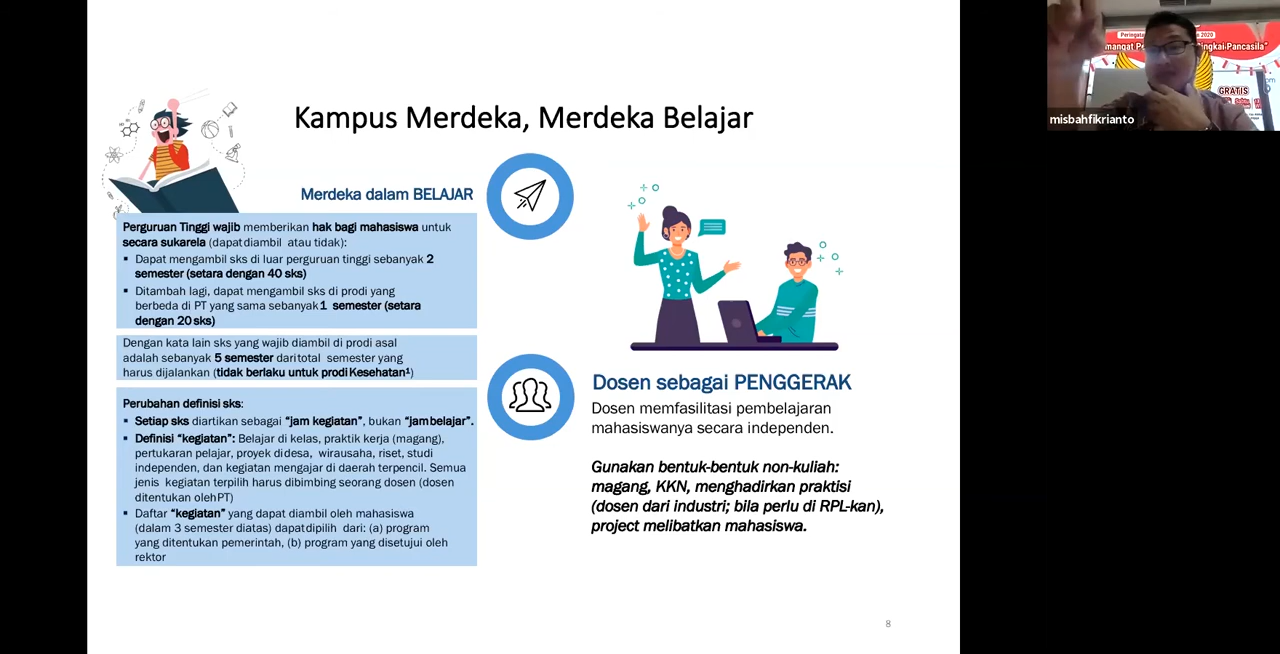 Kampus Merdeka, Merdeka Belajar
Merdeka dalam BELAJAR
Perguruan Tinggi wajib memberikan hak bagi mahasiswa untuk
secara sukarela (dapat diambil atau tidak):
▪ Dapat mengambil sks di luar perguruan tinggi sebanyak 2
semester (setara dengan 40 sks)
▪ Ditambah lagi, dapat mengambil sks di prodi yang
berbeda di PT yang sama sebanyak 1 semester (setara
dengan 20 sks)
Dengan kata lain sks yang wajib diambil di prodi asal
adalah sebanyak 5 semester dari total semester yang
harus dijalankan (tidak berlaku untuk prodi Kesehatan¹)
Perubahan definisi sks:
▪ Setiap sks diartikan sebagai “jam kegiatan”, bukan “jam belajar”.
▪ Definisi “kegiatan”: Belajar di kelas, praktik kerja (magang),
pertukaran pelajar, proyek di desa, wirausaha, riset, studi
independen, dan kegiatan mengajar di daerah terpencil. Semua
jenis kegiatan terpilih harus dibimbing seorang dosen (dosen
ditentukan oleh PT)
▪ Daftar “kegiatan” yang dapat diambil oleh mahasiswa
(dalam 3 semester diatas) dapat dipilih dari: (a) program
yang ditentukan pemerintah, (b) program yang disetujui oleh
rektor
Dosen sebagai PENGGERAK
Dosen memfasilitasi pembelajaran
mahasiswanya secara independen.
Gunakan bentuk-bentuk non-kuliah:
magang, KKN, menghadirkan praktisi
(dosen dari industri; bila perlu di RPL-kan),
project melibatkan mahasiswa.
8
2020
Pancasila"
GRATIS
misbahfikrianto